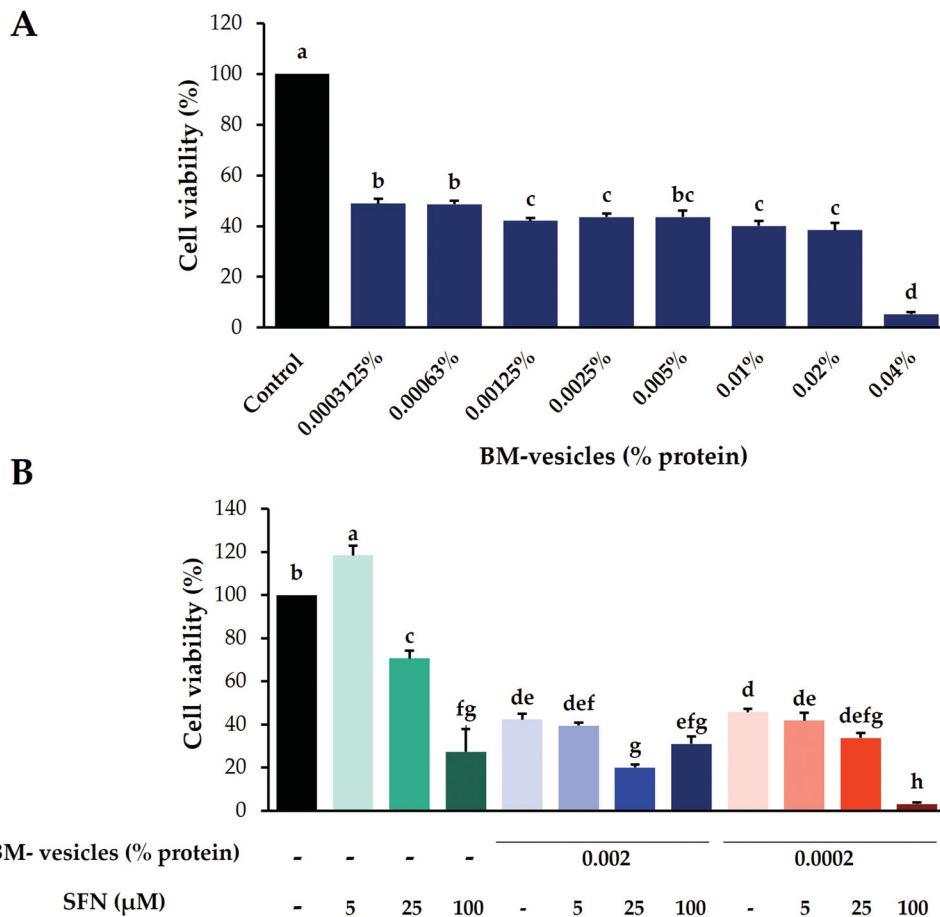 A
120
100
80
60
40
20
0
Cell viability (%)
a
b
b
c
c
bc
c
c
d
Control
0.0003125%
0.00063%
0.00125%
0.0025%
0.005%
0.01%
0.02%
0.04%
BM-vesicles (% protein)
B
140
120
100
80
60
40
20
0
Cell viability (%)
b
a
c
fg
de
def
g
efg
d
de
defg
h
BM- vesicles (% protein) - - - - 0.002 0.0002
SFN (μM) - 5 25 100 - 5 25 100 - 5 25 100